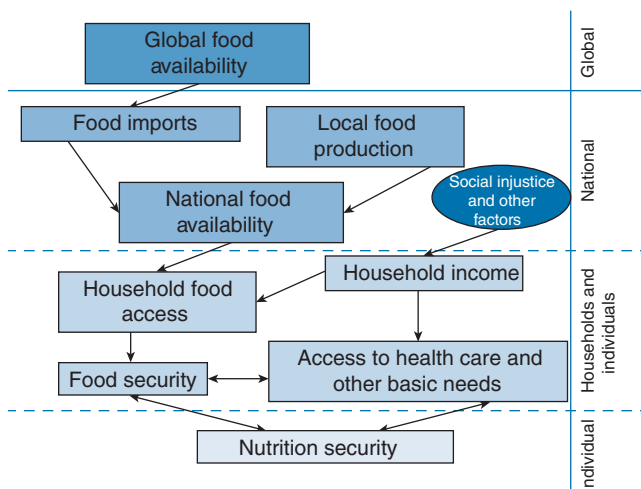 Global food
availability
Global
Food imports
Local food
production
National food
availability
Social injustice
and other
factors
National
Household food
access
Household income
Food security
Access to health care and
other basic needs
Households and
individuals
Nutrition security
Individual